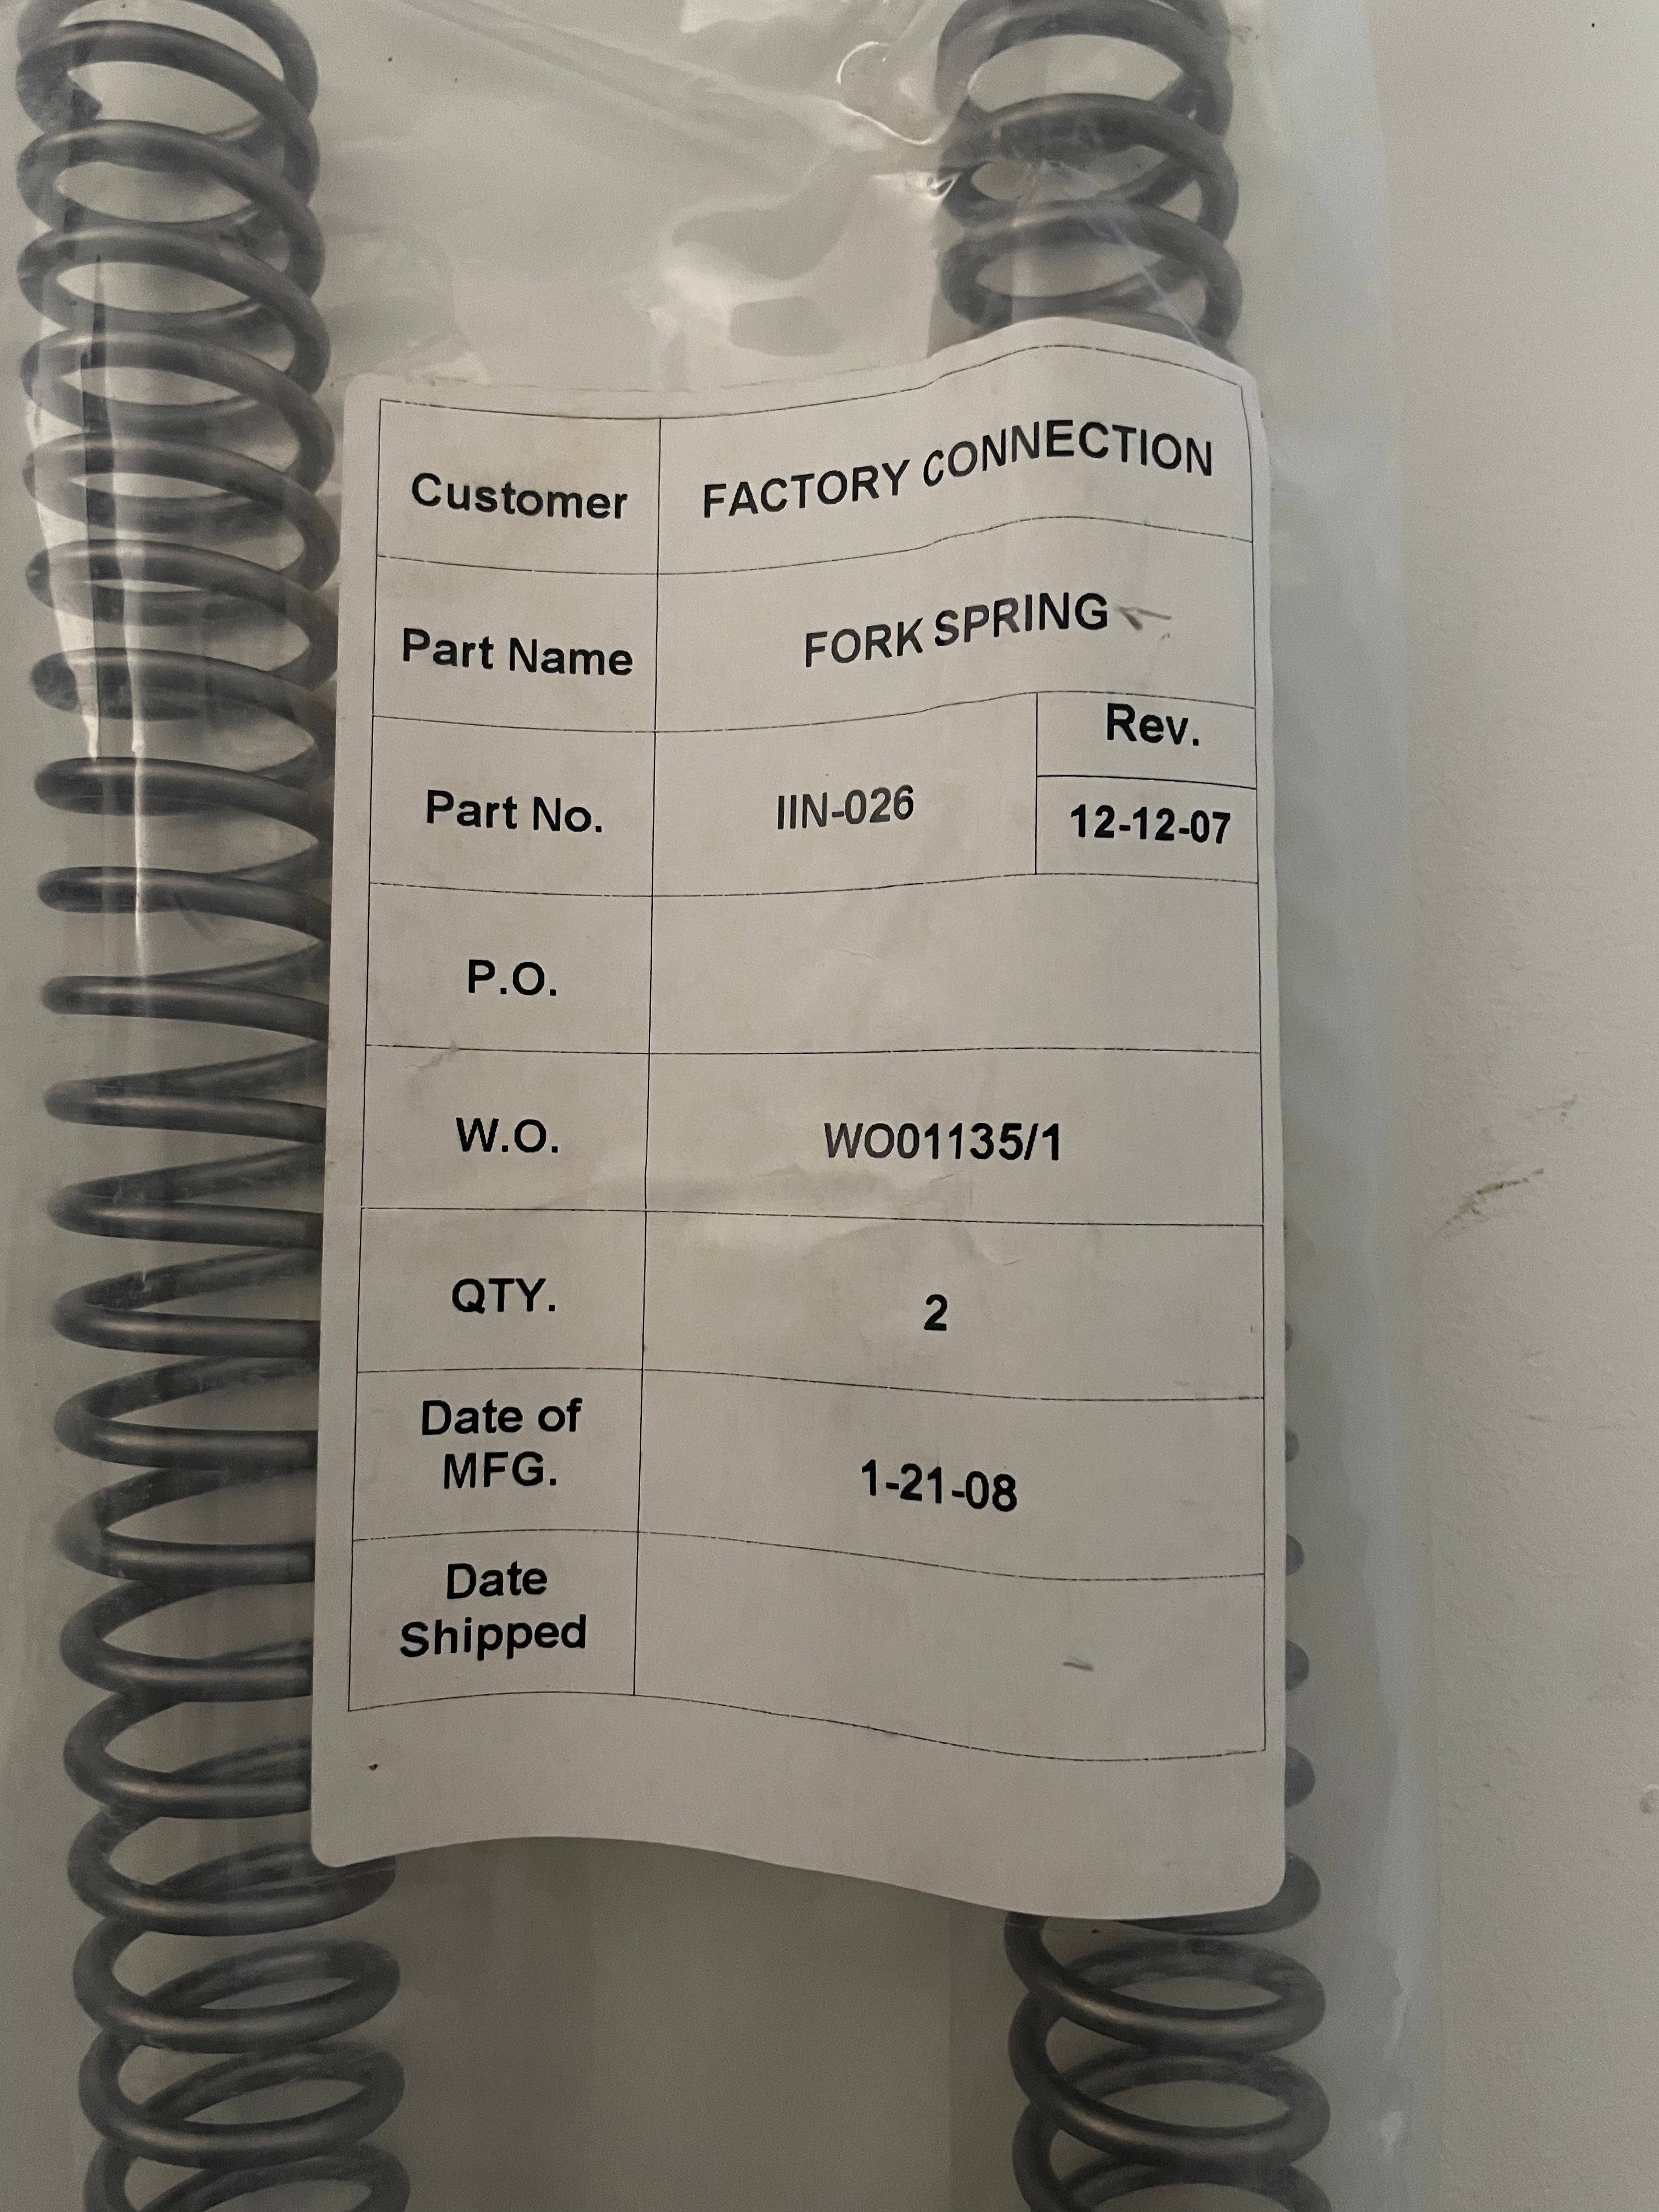 Customer FACTORY CONNECTION
Part Name FORK SPRING
Rev.
Part No. IIN-026 12-12-07
P.O.
W.O. WO01135/1
QTY. 2
Date of
MFG. 1-21-08
Date
Shipped